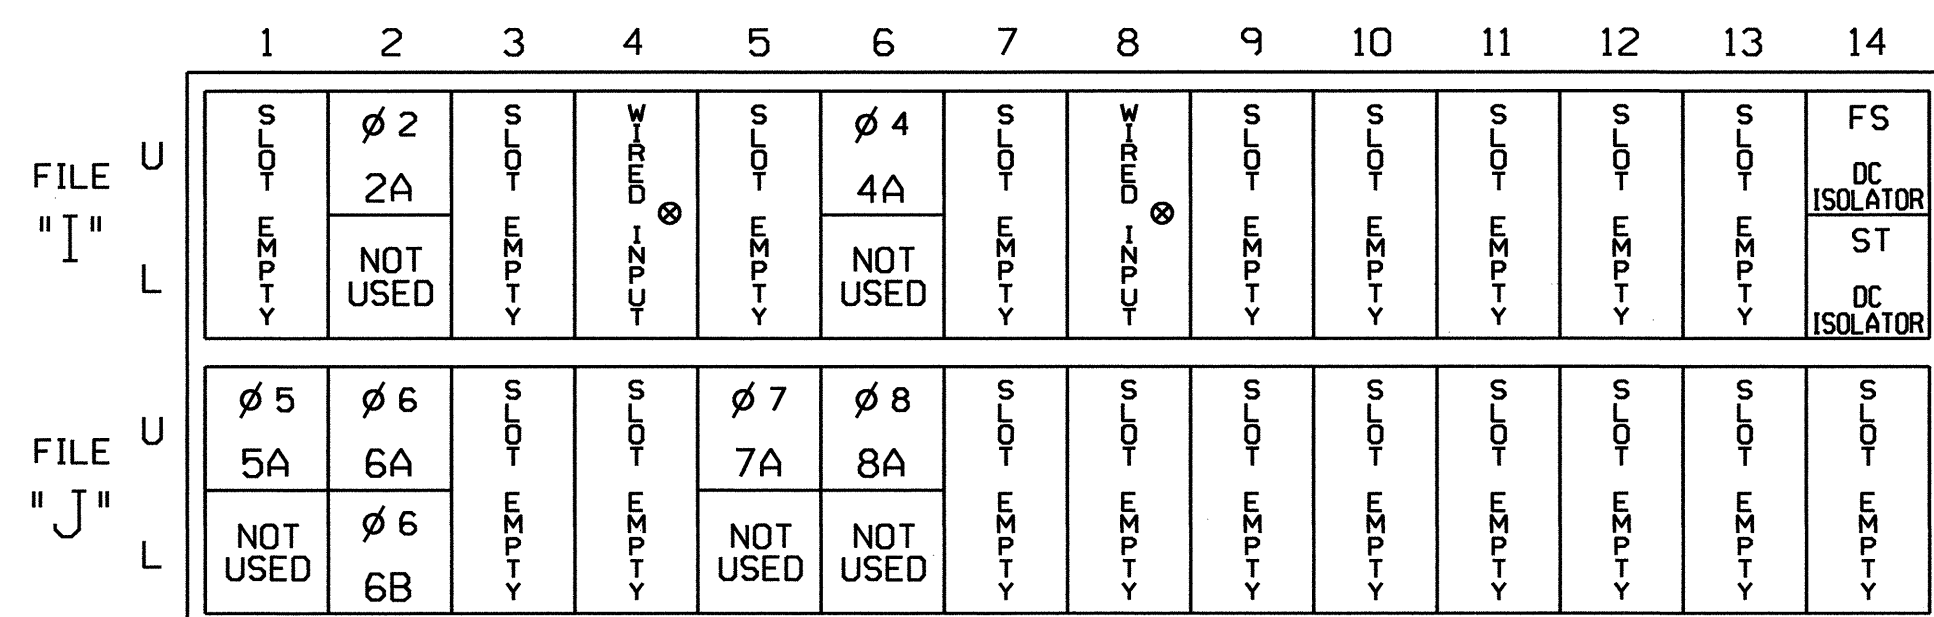 1 2 3 4 5 6 7 8 9 10 11 12 13 14
FILE "I"
U
L
SLOT EMPTY
Ø 2
2A
NOT USED
SLOT EMPTY
WIRED INPUT ⊗
SLOT EMPTY
Ø 4
4A
NOT USED
SLOT EMPTY
WIRED INPUT ⊗
SLOT EMPTY
SLOT EMPTY
SLOT EMPTY
SLOT EMPTY
SLOT EMPTY
FS
DC
ISOLATOR
ST
DC
ISOLATOR
FILE "J"
U
L
Ø 5
5A
NOT USED
Ø 6
6A
Ø 6
6B
SLOT EMPTY
SLOT EMPTY
Ø 7
7A
NOT USED
Ø 8
8A
NOT USED
SLOT EMPTY
SLOT EMPTY
SLOT EMPTY
SLOT EMPTY
SLOT EMPTY
SLOT EMPTY
SLOT EMPTY
SLOT EMPTY